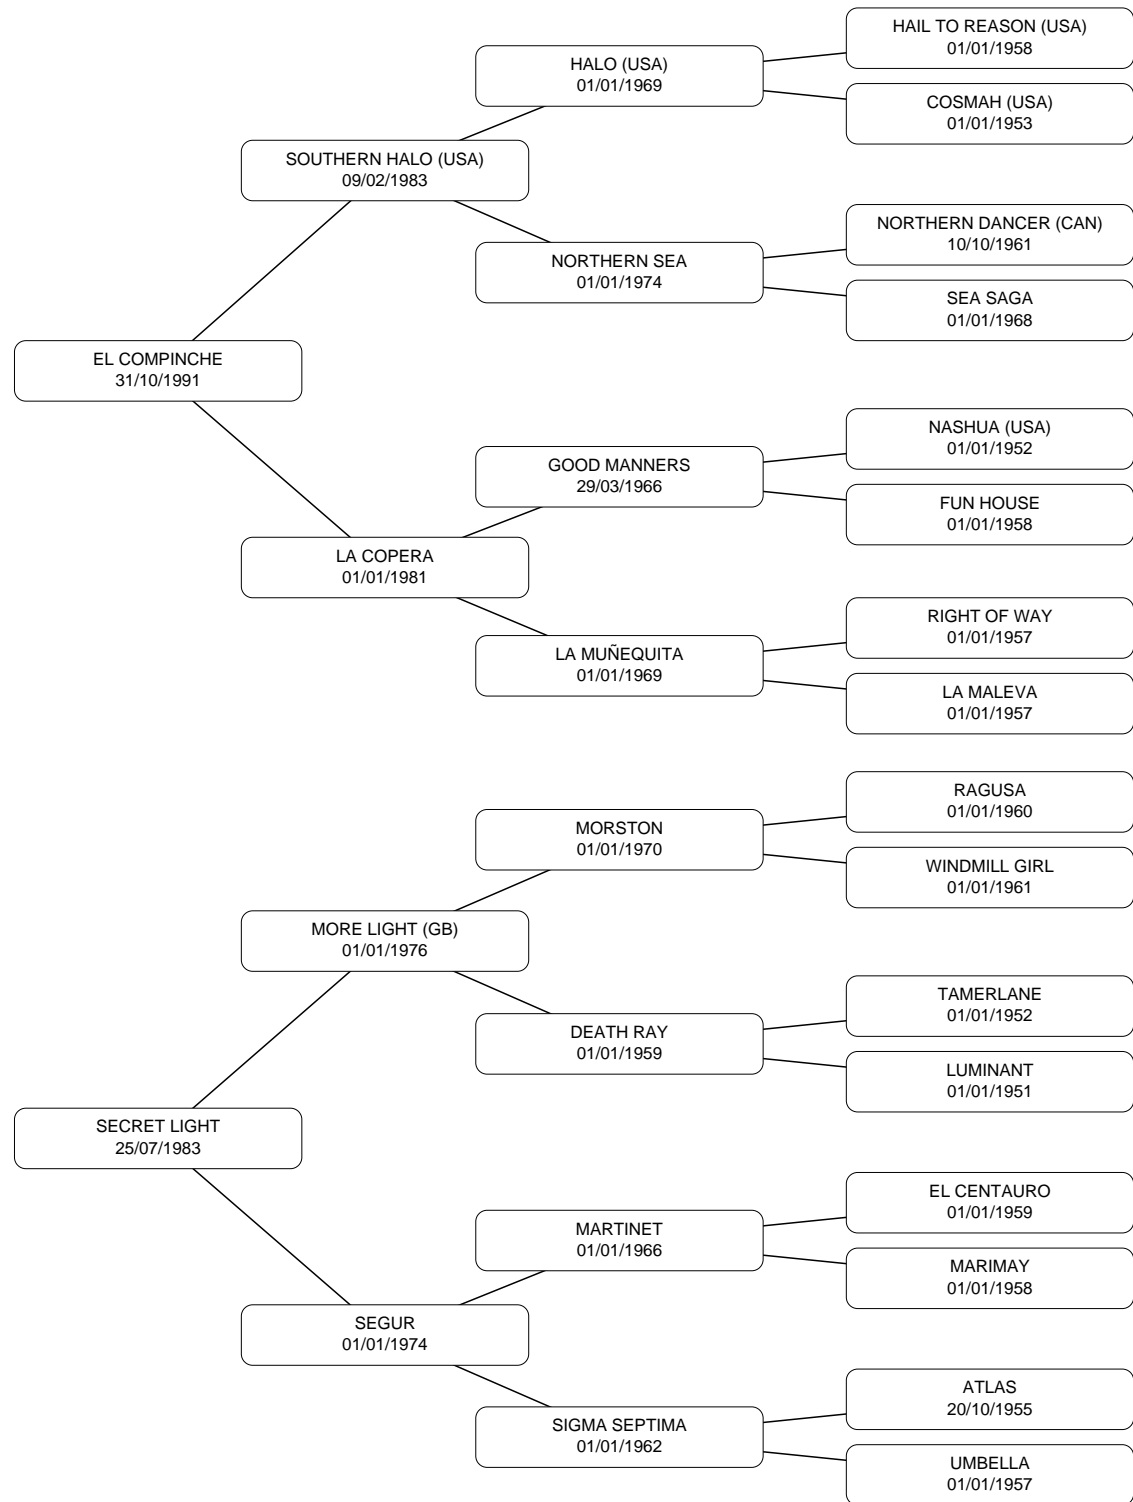 HAIL TO REASON (USA)
01/01/1958
HALO (USA)
01/01/1969
COSMAH (USA)
01/01/1953
SOUTHERN HALO (USA)
09/02/1983
NORTHERN DANCER (CAN)
10/10/1961
NORTHERN SEA
01/01/1974
SEA SAGA
01/01/1968
EL COMPINCHE
31/10/1991
NASHUA (USA)
01/01/1952
GOOD MANNERS
29/03/1966
FUN HOUSE
01/01/1958
LA COPERA
01/01/1981
RIGHT OF WAY
01/01/1957
LA MUÑEQUITA
01/01/1969
LA MALEVA
01/01/1957
RAGUSA
01/01/1960
MORSTON
01/01/1970
WINDMILL GIRL
01/01/1961
MORE LIGHT (GB)
01/01/1976
TAMERLANE
01/01/1952
DEATH RAY
01/01/1959
LUMINANT
01/01/1951
SECRET LIGHT
25/07/1983
EL CENTAURO
01/01/1959
MARTINET
01/01/1966
MARIMAY
01/01/1958
SEGUR
01/01/1974
ATLAS
20/10/1955
SIGMA SEPTIMA
01/01/1962
UMBELLA
01/01/1957